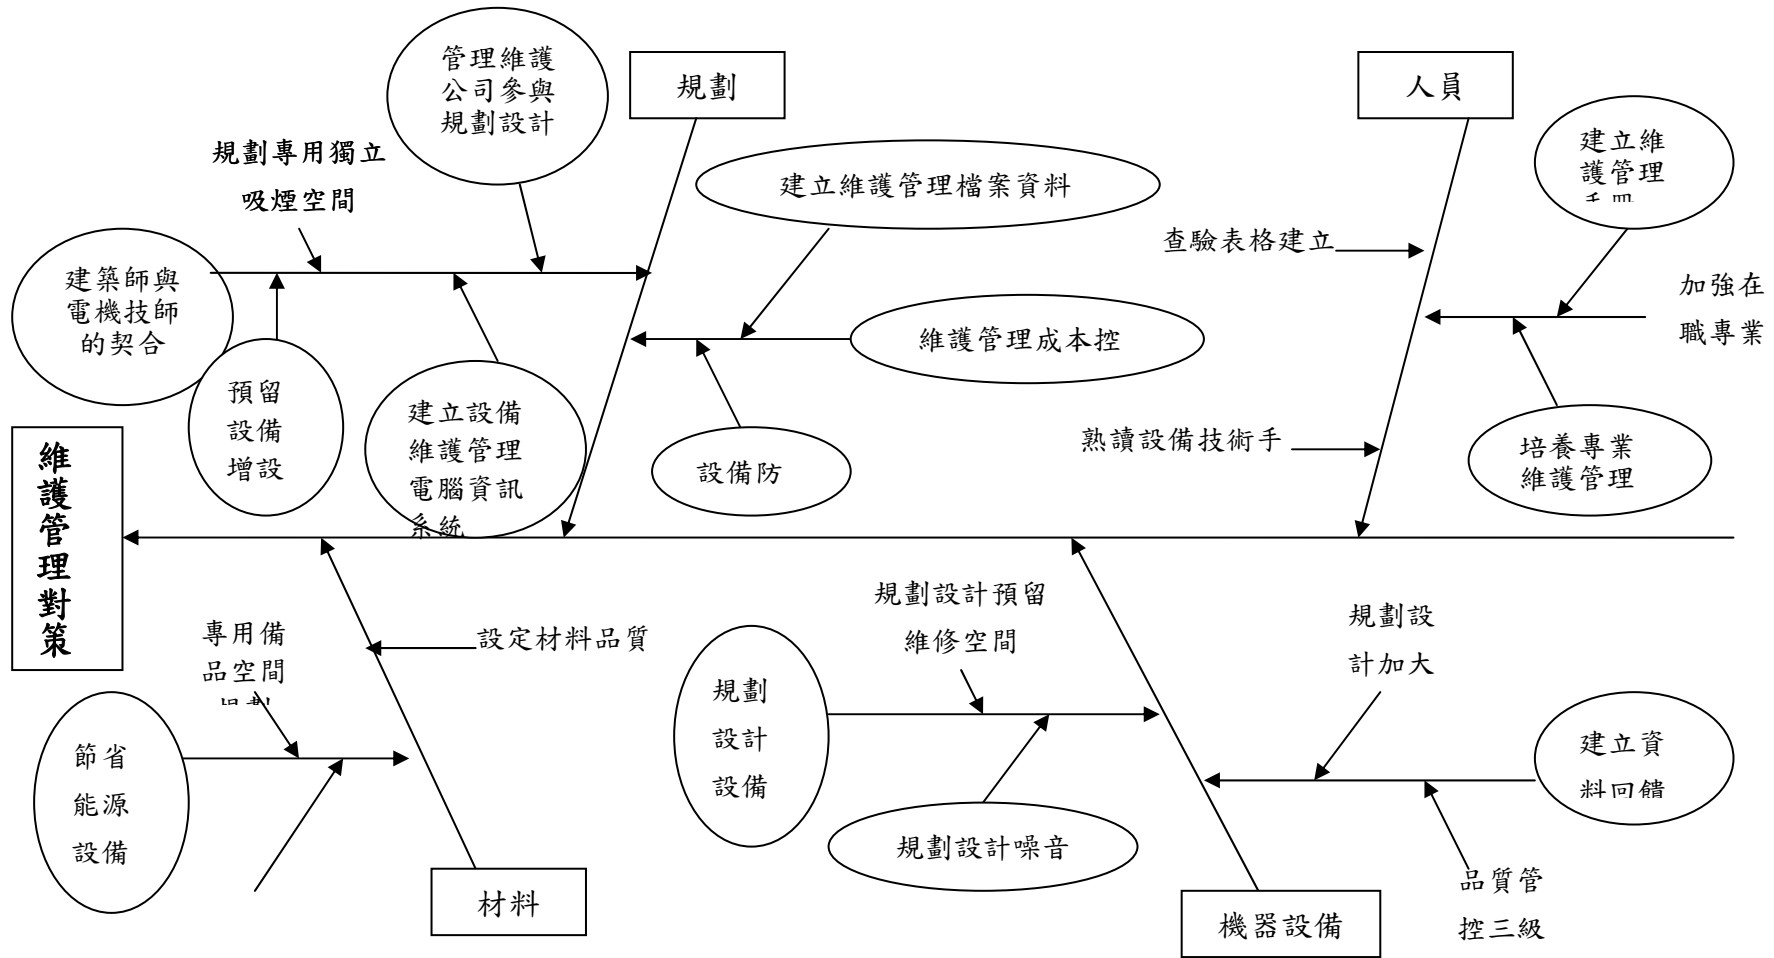 管理維護
公司參與
規劃設計
規劃
人員
規劃專用獨立
吸煙空間
建立維護管理檔案資料
建立維
護管理
手冊
查驗表格建立
建築師與
電機技師
的契合
加強在
職專業
維護管理成本控
預留
設備
增設
建立設備
維護管理
電腦資訊
系統
設備防
熟讀設備技術手
培養專業
維護管理
維護管理對策
專用備
品空間
規劃
設定材料品質
規劃設計預留
維修空間
規劃設
計加大
節省
能源
設備
規劃
設計
設備
規劃設計噪音
建立資
料回饋
材料
機器設備
品質管
控三級